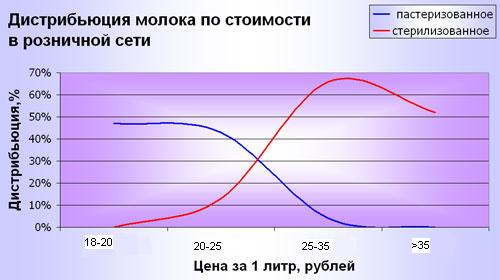 Дистрибьюция молока по стоимости
в розничной сети
пастеризованное
стерилизованное
Дистрибьюция,%
70%
60%
50%
40%
30%
20%
10%
0%
18-20
20-25
25-35
>35
Цена за 1 литр, рублей